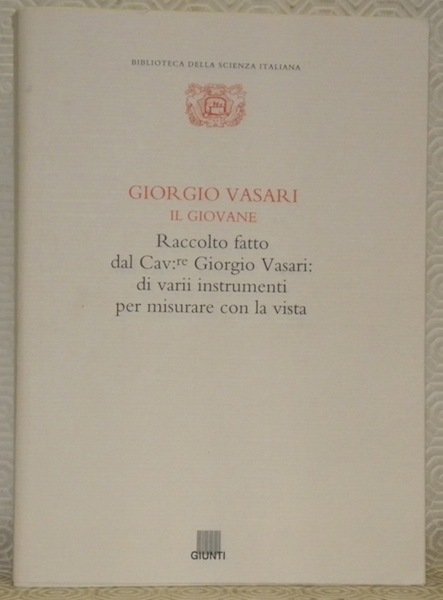 BIBLIOTECA DELLA SCIENZA ITALIANA
GIORGIO VASARI
IL GIOVANE
Raccolto fatto
dal Cav:re Giorgio Vasari:
di varii instrumenti
per misurare con la vista
GIUNTI